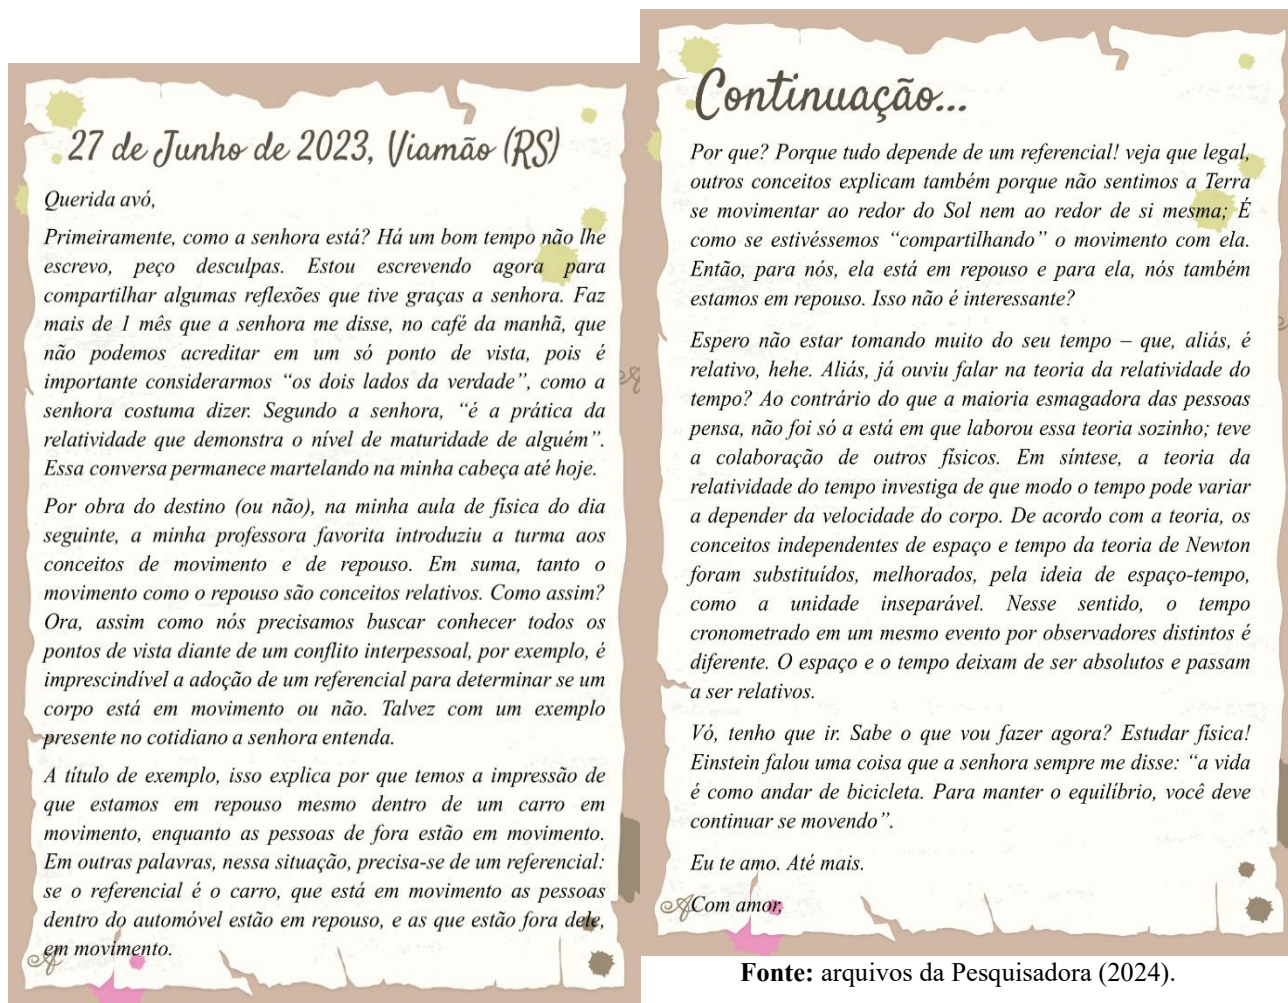 27 de Junho de 2023, Viamão (RS)
Querida avó,
Primeiramente, como a senhora está? Há um bom tempo não lhe
escrevo, peço desculpas. Estou escrevendo agora para
compartilhar algumas reflexões que tive graças a senhora. Faz
mais de 1 mês que a senhora me disse, no café da manhã, que
não podemos acreditar em um só ponto de vista, pois é
importante considerarmos “os dois lados da verdade”, como a
senhora costuma dizer. Segundo a senhora, “é a prática da
relatividade que demonstra o nível de maturidade de alguém”.
Essa conversa permanece martelando na minha cabeça até hoje.
Por obra do destino (ou não), na minha aula de física do dia
seguinte, a minha professora favorita introduziu a turma aos
conceitos de movimento e de repouso. Em suma, tanto o
movimento como o repouso são conceitos relativos. Como assim?
Ora, assim como nós precisamos buscar conhecer todos os
pontos de vista diante de um conflito interpessoal, por exemplo, é
imprescindível a adoção de um referencial para determinar se um
corpo está em movimento ou não. Talvez com um exemplo
presente no cotidiano a senhora entenda.
A título de exemplo, isso explica por que temos a impressão de
que estamos em repouso mesmo dentro de um carro em
movimento, enquanto as pessoas de fora estão em movimento.
Em outras palavras, nessa situação, precisa-se de um referencial:
se o referencial é o carro, que está em movimento as pessoas
dentro do automóvel estão em repouso, e as que estão fora dele,
em movimento.
Continuação...
Por que? Porque tudo depende de um referencial! veja que legal,
outros conceitos explicam também porque não sentimos a Terra
se movimentar ao redor do Sol nem ao redor de si mesma; É
como se estivéssemos “compartilhando” o movimento com ela.
Então, para nós, ela está em repouso e para ela, nós também
estamos em repouso. Isso não é interessante?
Espero não estar tomando muito do seu tempo – que, aliás, é
relativo, hehe. Aliás, já ouviu falar na teoria da relatividade do
tempo? Ao contrário do que a maioria esmagadora das pessoas
pensa, não foi só a está em que laborou essa teoria sozinho; teve
a colaboração de outros físicos. Em síntese, a teoria da
relatividade do tempo investiga de que modo o tempo pode variar
a depender da velocidade do corpo. De acordo com a teoria, os
conceitos independentes de espaço e tempo da teoria de Newton
foram substituídos, melhorados, pela ideia de espaço-tempo,
como a unidade inseparável. Nesse sentido, o tempo
cronometrado em um mesmo evento por observadores distintos é
diferente. O espaço e o tempo deixam de ser absolutos e passam
a ser relativos.
Vó, tenho que ir. Sabe o que vou fazer agora? Estudar física!
Einstein falou uma coisa que a senhora sempre me disse: “a vida
é como andar de bicicleta. Para manter o equilíbrio, você deve
continuar se movendo”.
Eu te amo. Até mais.
Com amor,
Fonte: arquivos da Pesquisadora (2024).